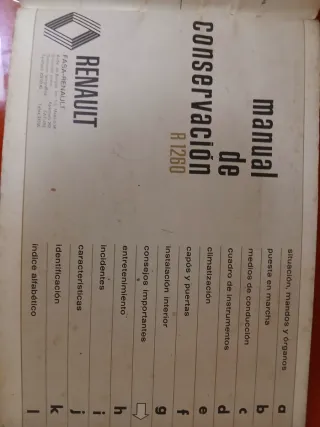 manual
de
conservación
R 1260
RENAULT
FASA-RENAULT
situación, mandos y órganos a
puesta en marcha b
medios de conducción c
cuadro de instrumentos d
climatización e
capós y puertas f
instalación interior g
consejos importantes
entretenimiento h
incidentes i
características j
identificación k
índice alfabético l